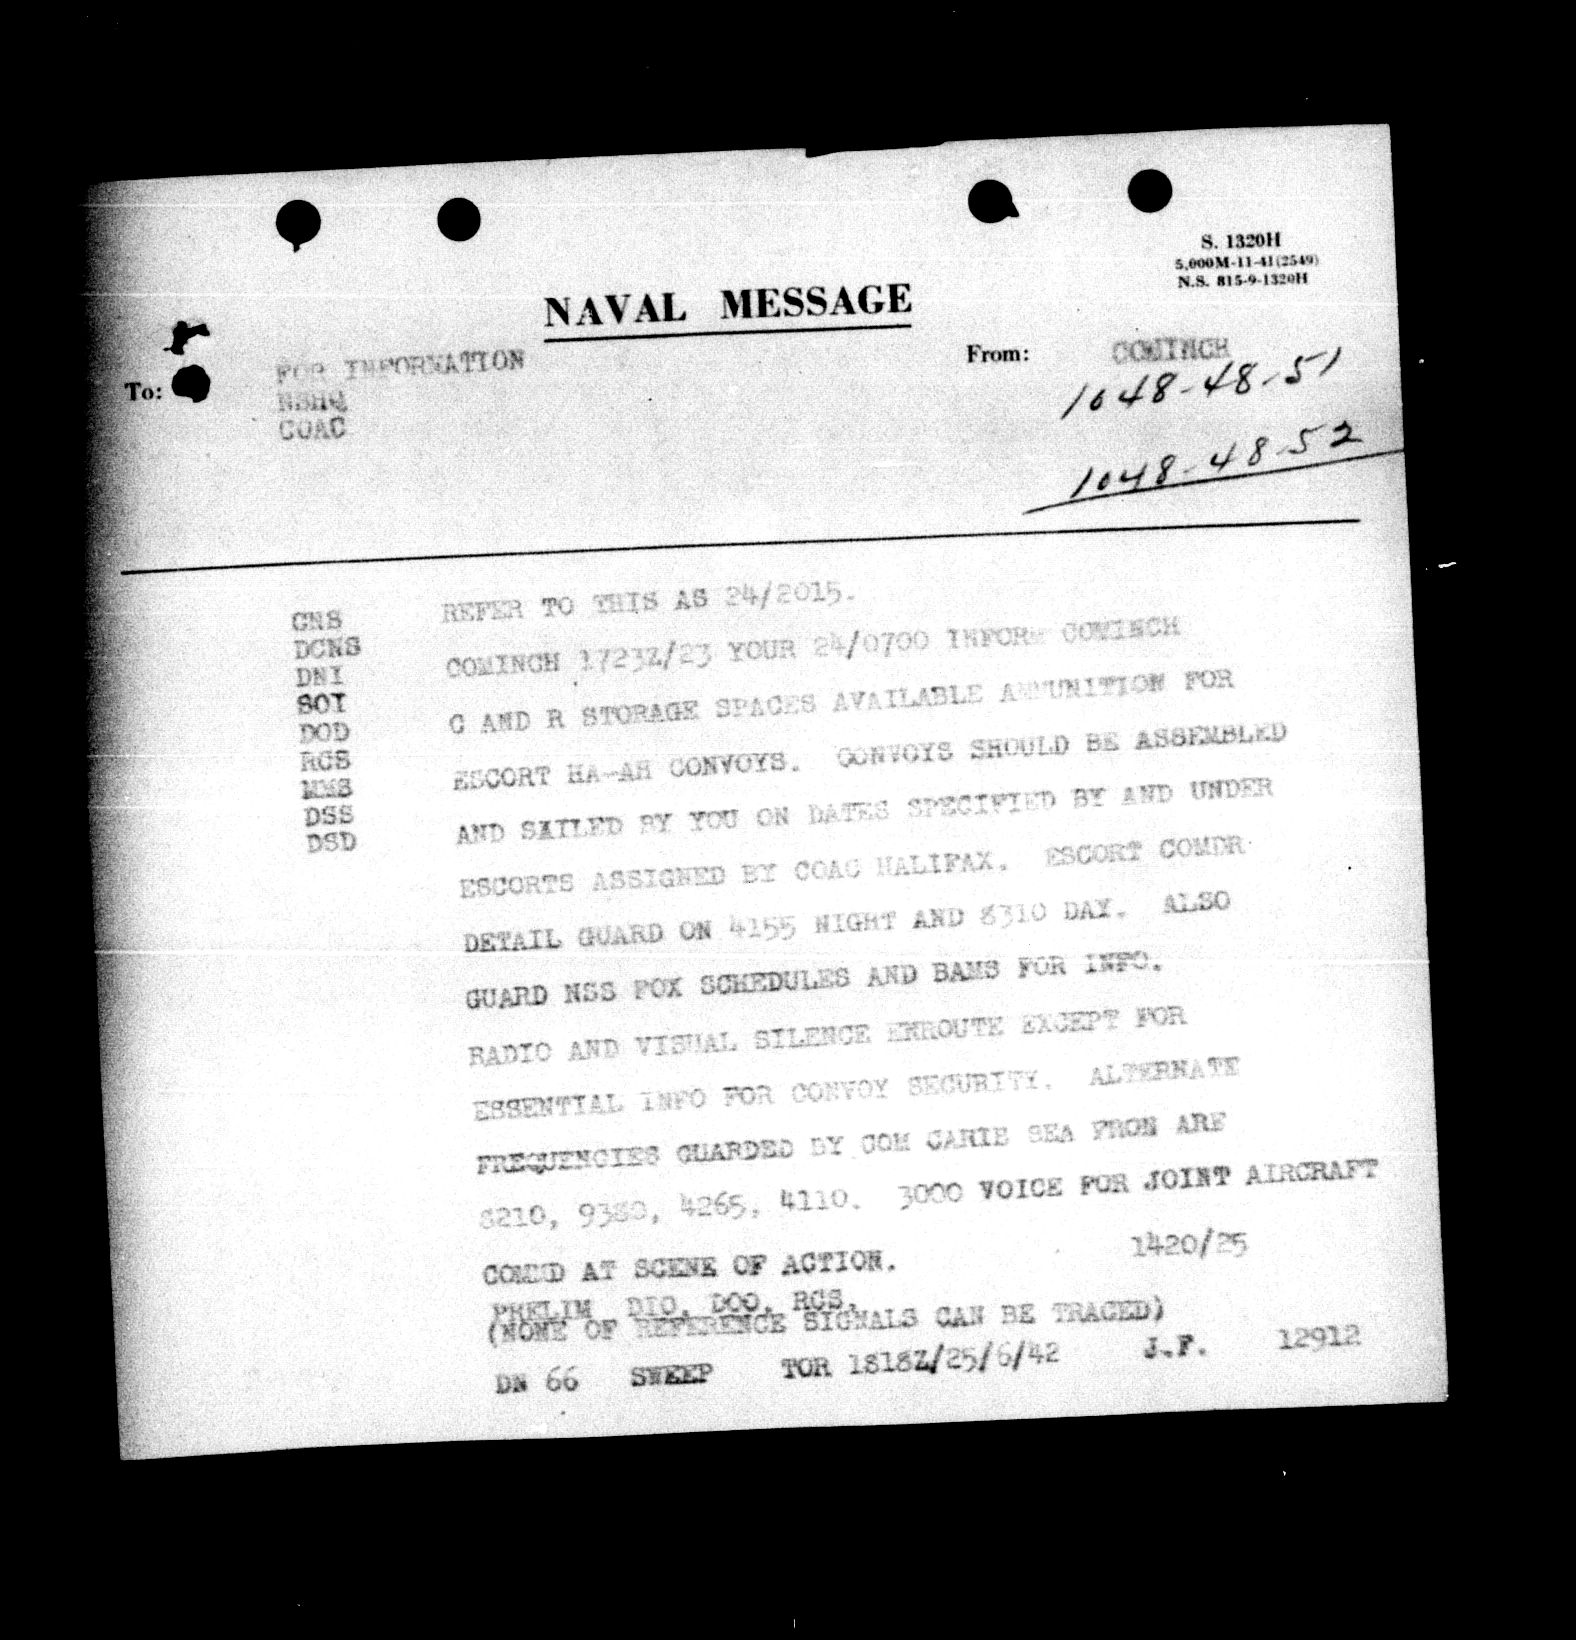 S. 1320H
5,000M-11-41(2549)
N.S. 815-9-1320H
NAVAL MESSAGE
To:
FOR INFORMATION
NSHQ
COAC
From:
COMINCH
1048-48-51
1048-48-52
CNS
DCNS
DNI
SOI
DOD
RCS
MMS
DSS
DSD
REFER TO THIS AS 24/2015.
COMINCH 1723Z/23 YOUR 24/0700 INFORM COMINCH
C AND R STORAGE SPACES AVAILABLE AMMUNITION FOR
ESCORT HA-AH CONVOYS. CONVOYS SHOULD BE ASSEMBLED
AND SAILED BY YOU ON DATES SPECIFIED BY AND UNDER
ESCORTS ASSIGNED BY COAC HALIFAX. ESCORT COMDR
DETAIL GUARD ON 4155 NIGHT AND 8310 DAY. ALSO
GUARD NSS FOX SCHEDULES AND BAMS FOR INFO.
RADIO AND VISUAL SILENCE ENROUTE EXCEPT FOR
ESSENTIAL INFO FOR CONVOY SECURITY. ALTERNATE
FREQUENCIES GUARDED BY COM CARIB SEA FRON ARE
8210, 9380, 4265, 4110. 3000 VOICE FOR JOINT AIRCRAFT
COMMD AT SCENE OF ACTION. 1420/25
PRELIM DIO. DOO. RCS.
(NONE OF REFERENCE SIGNALS CAN BE TRACED)
DN 66 SWEEP TOR 1818Z/25/6/42 J.F. 12912